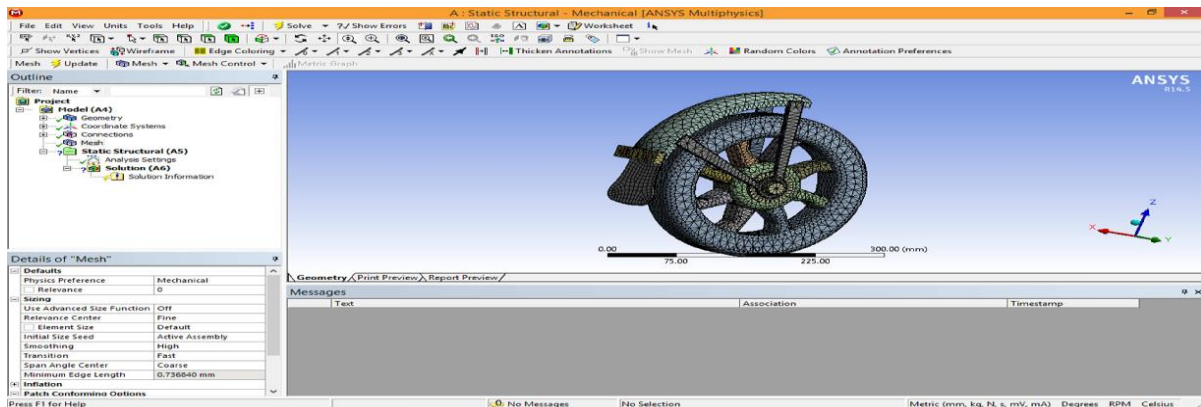 A : Static Structural - Mechanical [ANSYS Multiphysics]
File Edit View Units Tools Help Solve ?/ Show Errors Worksheet
Show Vertices Wireframe Edge Coloring Thicken Annotations Show Mesh Random Colors Annotation Preferences
Mesh Update Mesh Mesh Control Metric Graph
Outline
Filter: Name
Project
Model (A4)
Geometry
Coordinate Systems
Connections
Mesh
Static Structural (A5)
Analysis Settings
Solution (A6)
Solution Information
ANSYS
R14.5
Z
X
Y
0.00 300.00 (mm)
75.00 225.00
Details of "Mesh"
Defaults
Physics Preference Mechanical
Relevance 0
Sizing
Use Advanced Size Function Off
Relevance Center Fine
Element Size Default
Initial Size Seed Active Assembly
Smoothing High
Transition Fast
Span Angle Center Coarse
Minimum Edge Length 0.736840 mm
Inflation
Patch Conforming Options
Geometry Print Preview Report Preview
Messages
Text Association Timestamp
Press F1 for Help 0 No Messages No Selection Metric (mm, kg, N, s, mV, mA) Degrees RPM Celsius